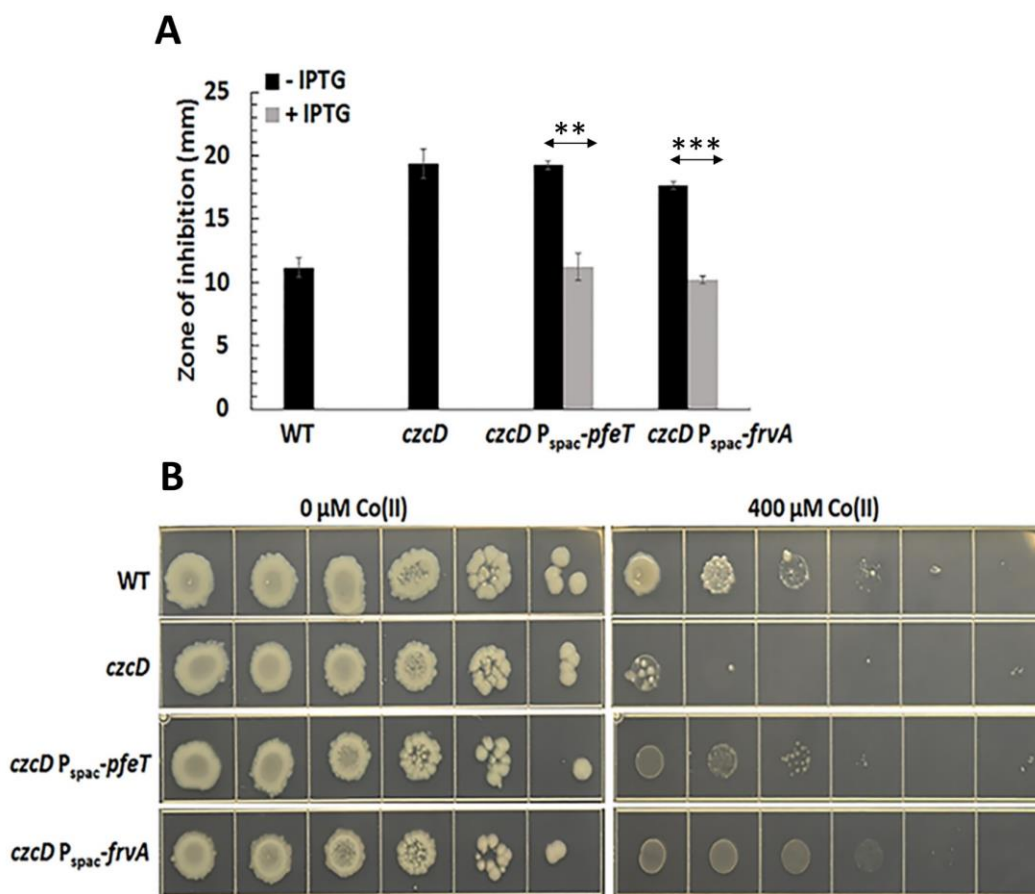 A
- IPTG
+ IPTG
Zone of inhibition (mm)
25
20
15
10
5
0
**
***
WT
czcD
czcD Pspac-pfeT
czcD Pspac-frvA
B
0 µM Co(II)
400 µM Co(II)
WT
czcD
czcD Pspac-pfeT
czcD Pspac-frvA